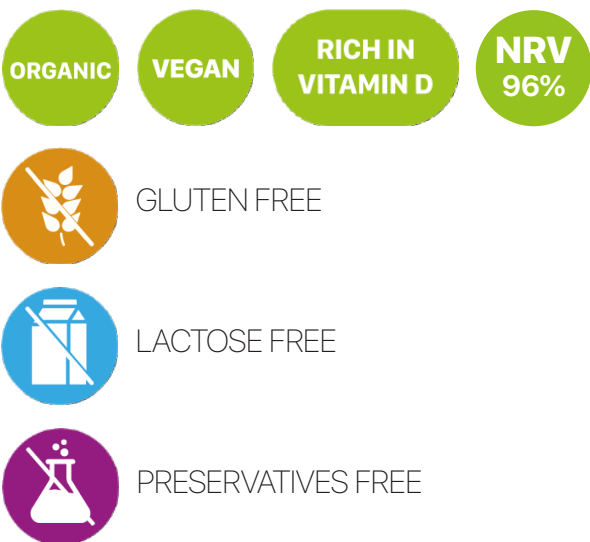 ORGANIC
VEGAN
RICH IN
VITAMIN D
NRV
96%
GLUTEN FREE
LACTOSE FREE
PRESERVATIVES FREE